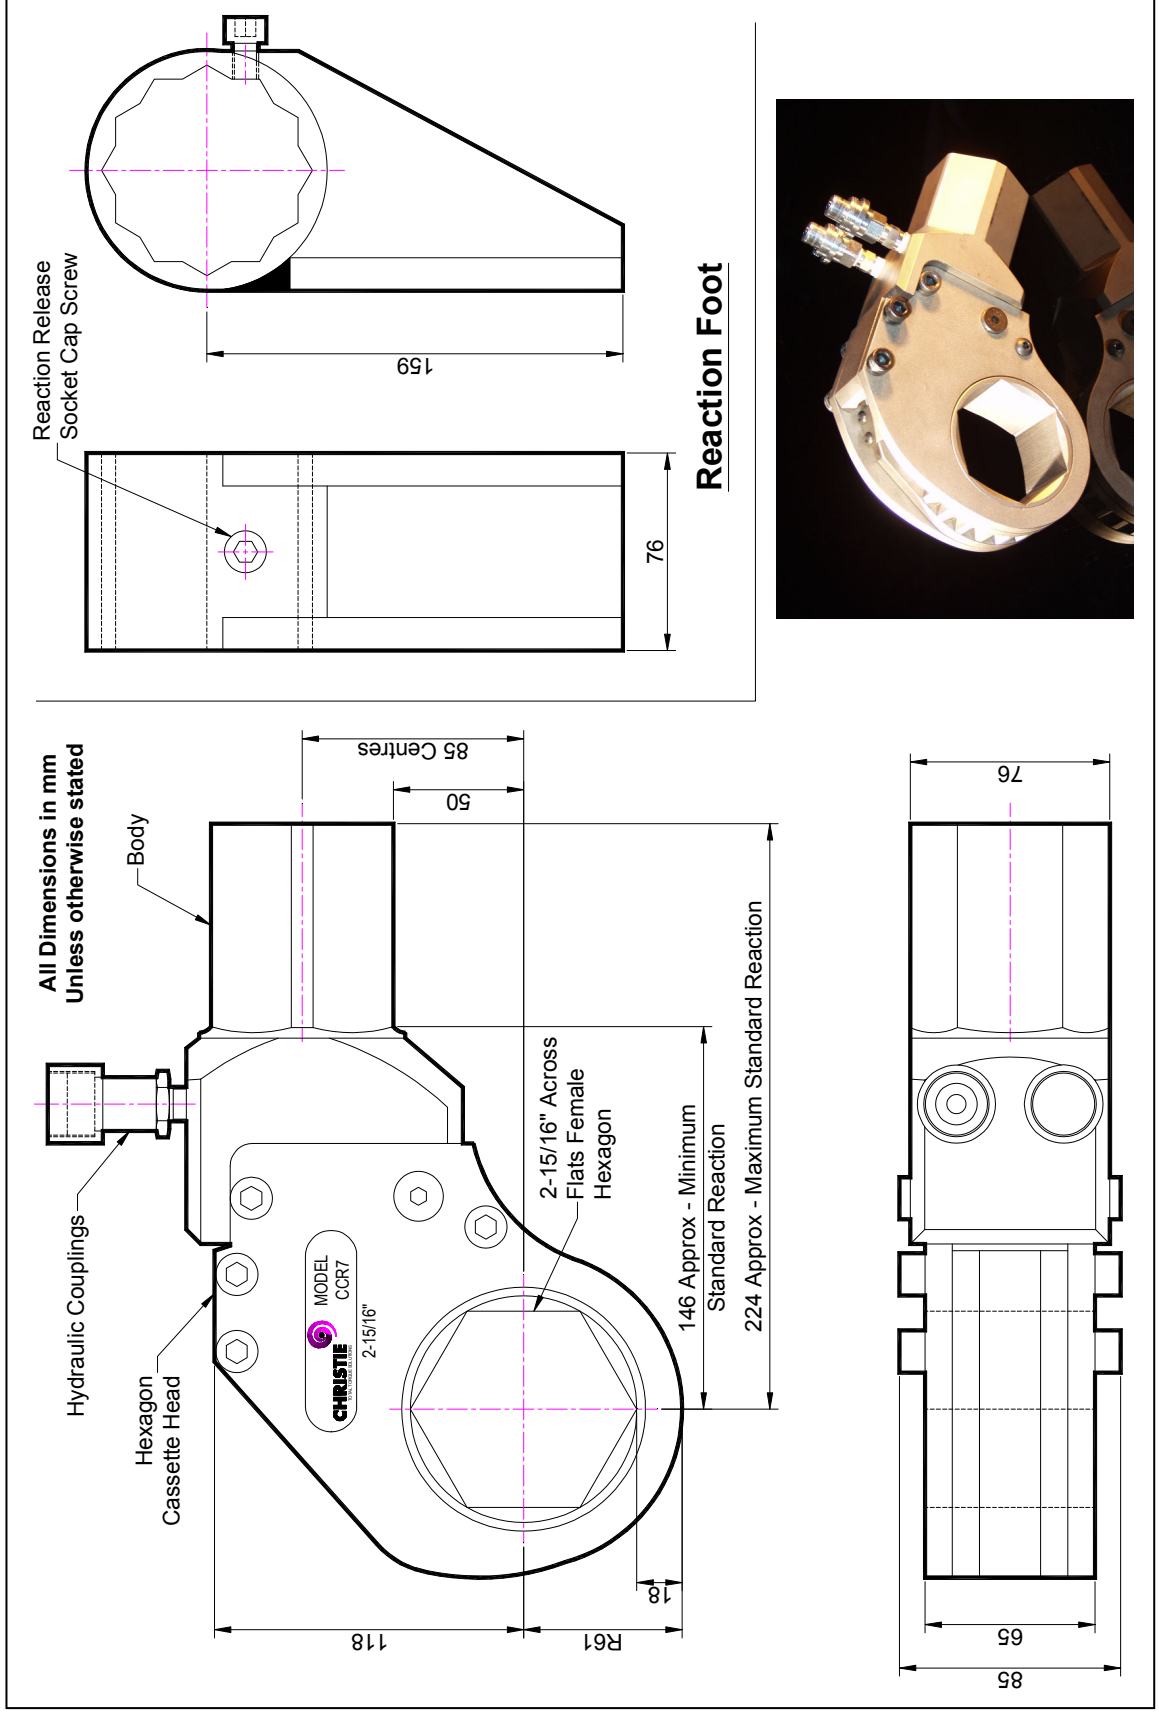 All Dimensions in mm
Unless otherwise stated
Reaction Release
Socket Cap Screw
159
76
Reaction Foot
Body
Hydraulic Couplings
Hexagon
Cassette Head
CHRISTIE
MODEL
CCR7
2-15/16"
2-15/16" Across
Flats Female
Hexagon
85 Centres
50
146 Approx - Minimum
Standard Reaction
224 Approx - Maximum Standard Reaction
118
R61
18
76
65
85